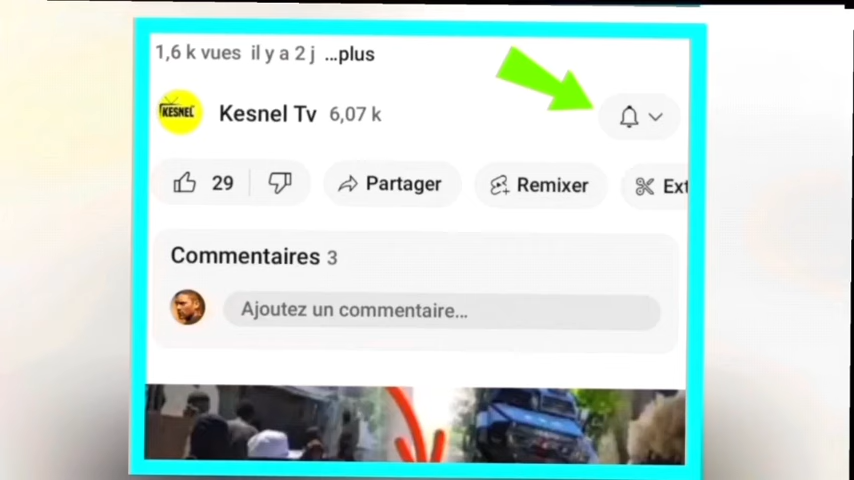 1,6 k vues il y a 2 j ...plus
KESNEL
Kesnel Tv 6,07 k
29
Partager
Remixer
Ext
Commentaires 3
Ajoutez un commentaire...